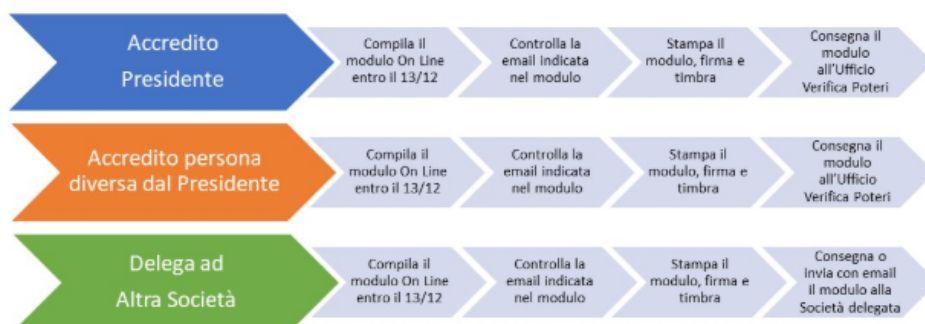 Accredito
Presidente
Compila il
modulo On Line
entro il 13/12
Controlla la
email indicata
nel modulo
Stampa il
modulo, firma e
timbra
Consegna il
modulo
all'Ufficio
Verifica Poteri
Accredito persona
diversa dal Presidente
Compila il
modulo On Line
entro il 13/12
Controlla la
email indicata
nel modulo
Stampa il
modulo, firma e
timbra
Consegna il
modulo
all'Ufficio
Verifica Poteri
Delega ad
Altra Società
Compila il
modulo On Line
entro il 13/12
Controlla la
email indicata
nel modulo
Stampa il
modulo, firma e
timbra
Consegna o
invia con email
il modulo alla
Società delegata